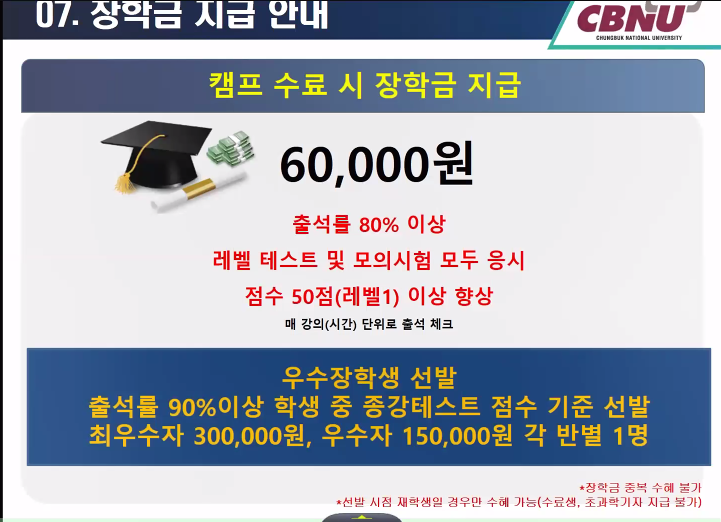 07. 장학금 지급 안내
CBNU
CHUNGBUK NATIONAL UNIVERSITY
캠프 수료 시 장학금 지급
60,000원
출석률 80% 이상
레벨 테스트 및 모의시험 모두 응시
점수 50점(레벨1) 이상 향상
매 강의(시간) 단위로 출석 체크
우수장학생 선발
출석률 90%이상 학생 중 종강테스트 점수 기준 선발
최우수자 300,000원, 우수자 150,000원 각 반별 1명
*장학금 중복 수혜 불가
*선발 시점 재학생일 경우만 수혜 가능(수료생, 초과학기자 지급 불가)